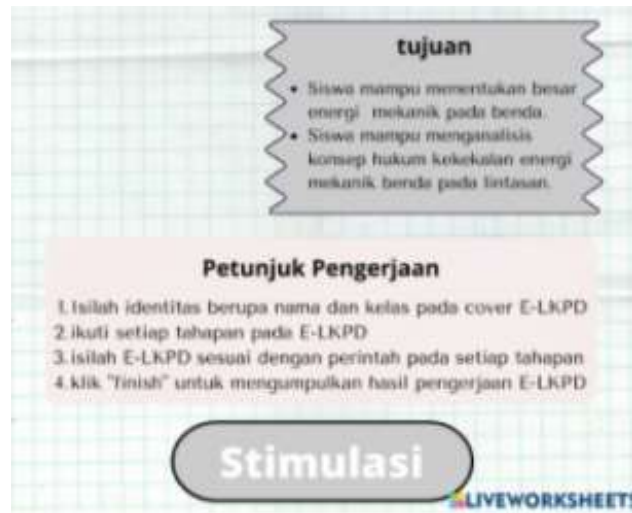 tujuan
• Siswa mampu menentukan besar
energi mekanik pada benda.
• Siswa mampu menganalisis
konsep hukum kekekalan energi
mekanik benda pada lintasan.
Petunjuk Pengerjaan
1. Isilah identitas berupa nama dan kelas pada cover E-LKPD
2. ikuti setiap tahapan pada E-LKPD
3. isilah E-LKPD sesuai dengan perintah pada setiap tahapan
4. klik "finish" untuk mengumpulkan hasil pengerjaan E-LKPD
Stimulasi
LIVEWORKSHEETS